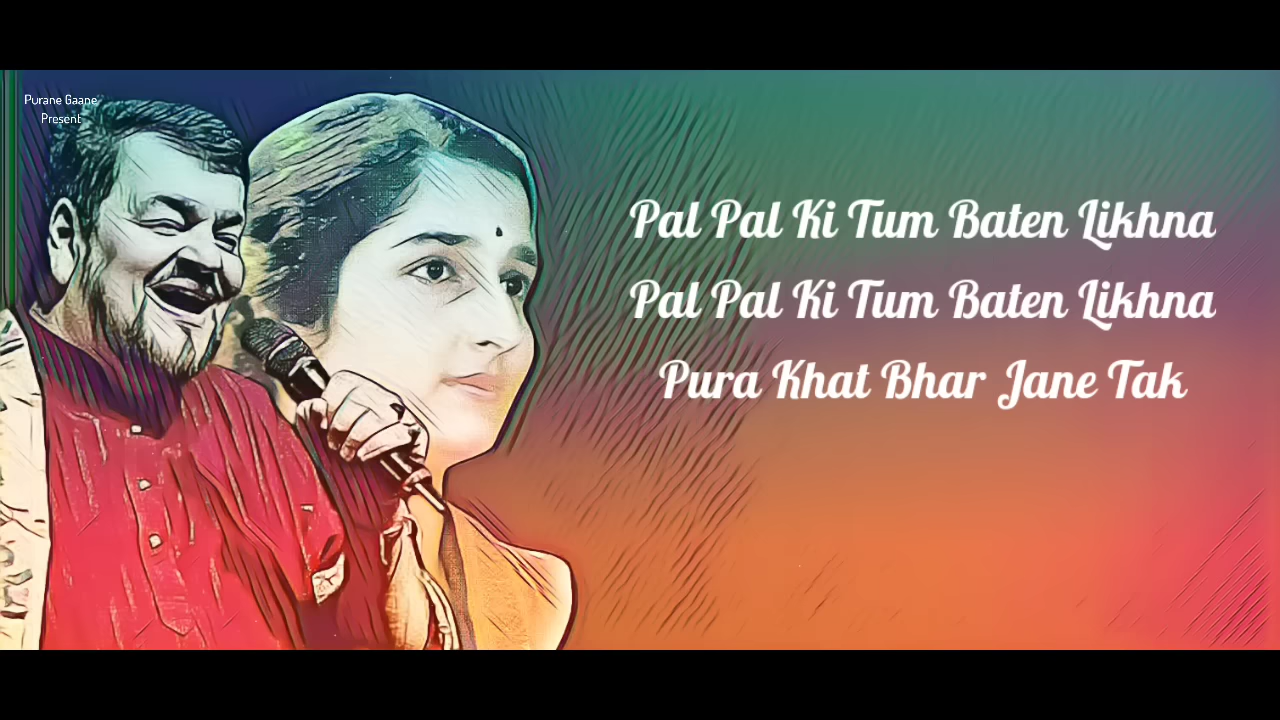 Purane Gaane
Present
Pal Pal Ki Tum Baten Likhna
Pal Pal Ki Tum Baten Likhna
Pura Khat Bhar Jane Tak